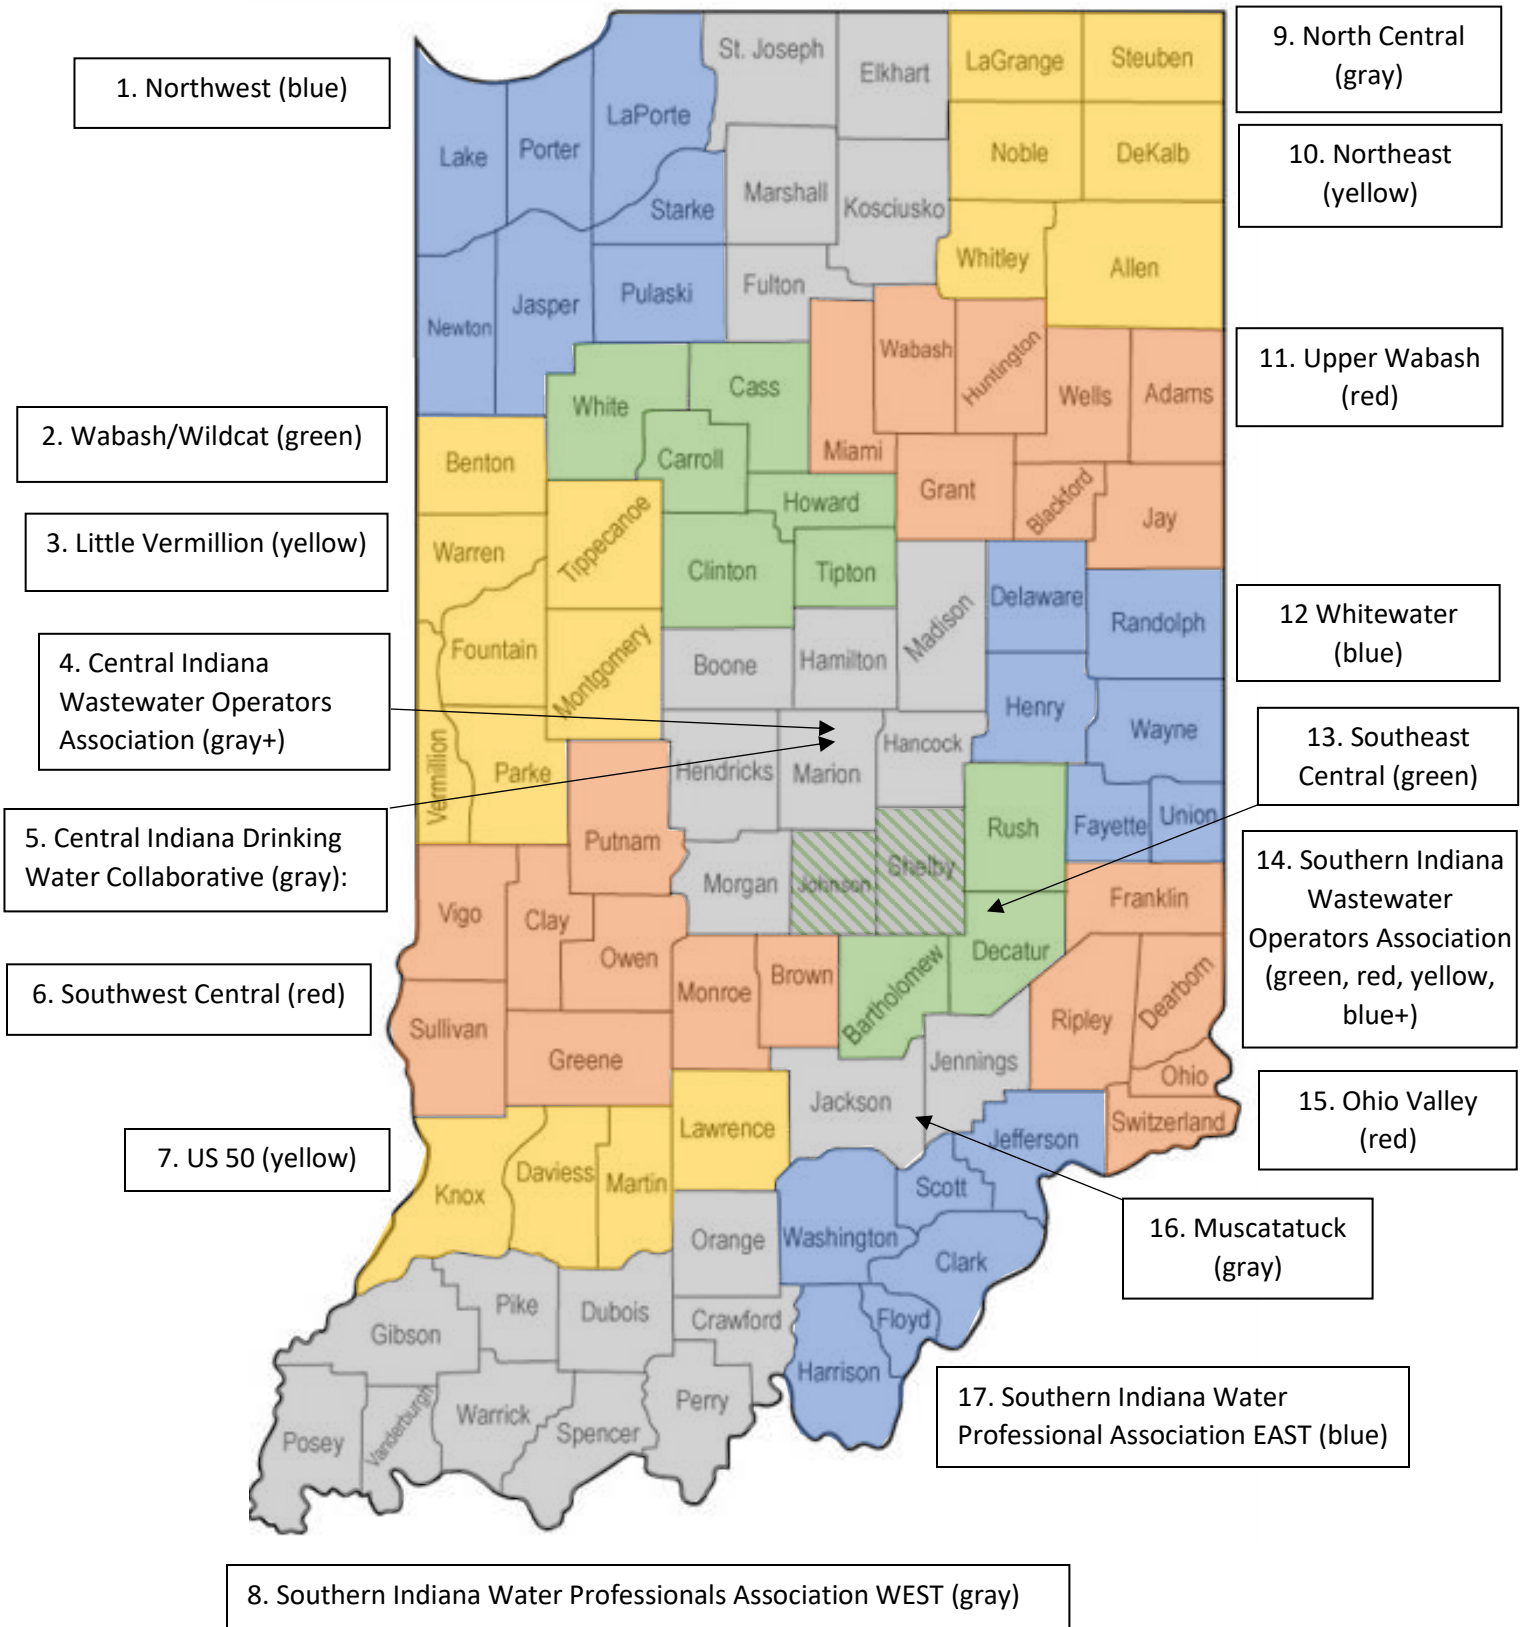 1. Northwest (blue)
2. Wabash/Wildcat (green)
3. Little Vermillion (yellow)
4. Central Indiana
Wastewater Operators
Association (gray+)
5. Central Indiana Drinking
Water Collaborative (gray):
6. Southwest Central (red)
7. US 50 (yellow)
8. Southern Indiana Water Professionals Association WEST (gray)
9. North Central
(gray)
10. Northeast
(yellow)
11. Upper Wabash
(red)
12 Whitewater
(blue)
13. Southeast
Central (green)
14. Southern Indiana
Wastewater
Operators Association
(green, red, yellow,
blue+)
15. Ohio Valley
(red)
16. Muscatatuck
(gray)
17. Southern Indiana Water
Professional Association EAST (blue)
St. Joseph
Elkhart
LaGrange
Steuben
LaPorte
Lake
Porter
Noble
DeKalb
Marshall
Kosciusko
Starke
Whitley
Allen
Fulton
Pulaski
Jasper
Newton
Wabash
Huntington
Wells
Adams
White
Cass
Miami
Carroll
Benton
Grant
Blackford
Jay
Howard
Tippecanoe
Warren
Clinton
Tipton
Madison
Delaware
Randolph
Fountain
Montgomery
Boone
Hamilton
Henry
Wayne
Vermillion
Parke
Hendricks
Marion
Hancock
Putnam
Rush
Fayette
Union
Morgan
Johnson
Shelby
Franklin
Vigo
Clay
Owen
Monroe
Brown
Bartholomew
Decatur
Ripley
Dearborn
Sullivan
Greene
Jackson
Jennings
Ohio
Switzerland
Lawrence
Jefferson
Knox
Daviess
Martin
Scott
Orange
Washington
Clark
Gibson
Pike
Dubois
Crawford
Floyd
Harrison
Posey
Vanderburgh
Warrick
Spencer
Perry